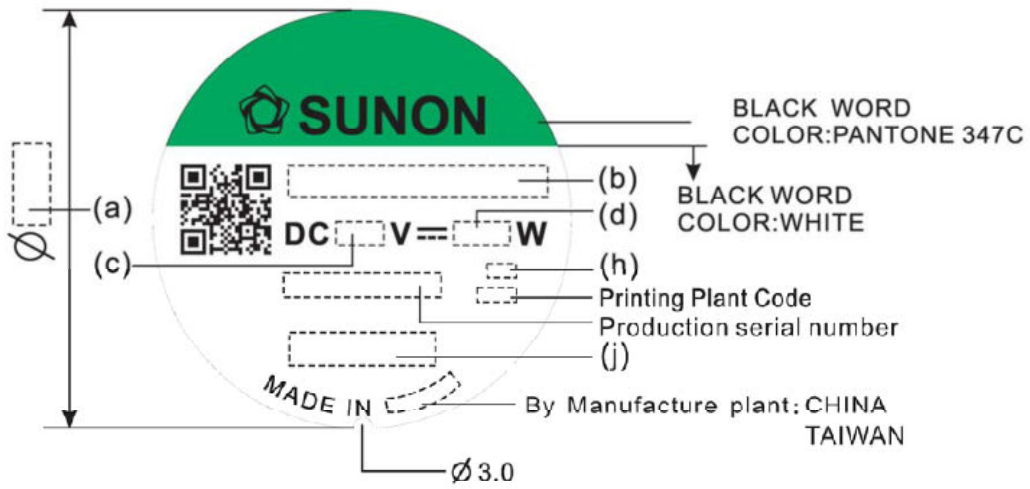 SUNON
BLACK WORD
COLOR:PANTONE 347C
BLACK WORD
COLOR:WHITE
(a)
(b)
(c)
(d)
DC V⎓ W
(h)
Printing Plant Code
Production serial number
(j)
MADE IN
By Manufacture plant: CHINA
TAIWAN
Ø
Ø 3.0